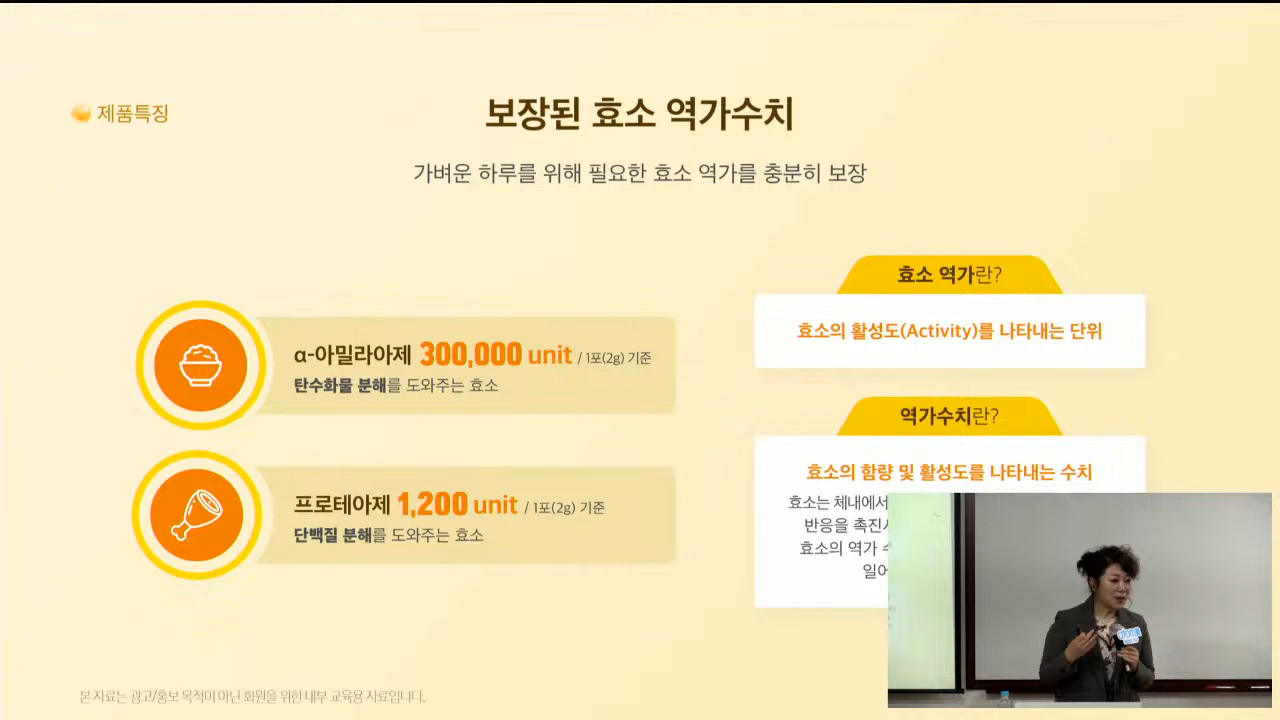 제품특징
보장된 효소 역가수치
가벼운 하루를 위해 필요한 효소 역가를 충분히 보장
α-아밀라아제 300,000 unit / 1포(2g) 기준
탄수화물 분해를 도와주는 효소
프로테아제 1,200 unit / 1포(2g) 기준
단백질 분해를 도와주는 효소
효소 역가란?
효소의 활성도(Activity)를 나타내는 단위
역가수치란?
효소의 함량 및 활성도를 나타내는 수치
효소는 체내에서
반응을 촉진
효소의 역가
일어
본 자료는 광고/홍보 목적이 아닌 회원을 위한 내부 교육용 자료입니다.
atomi